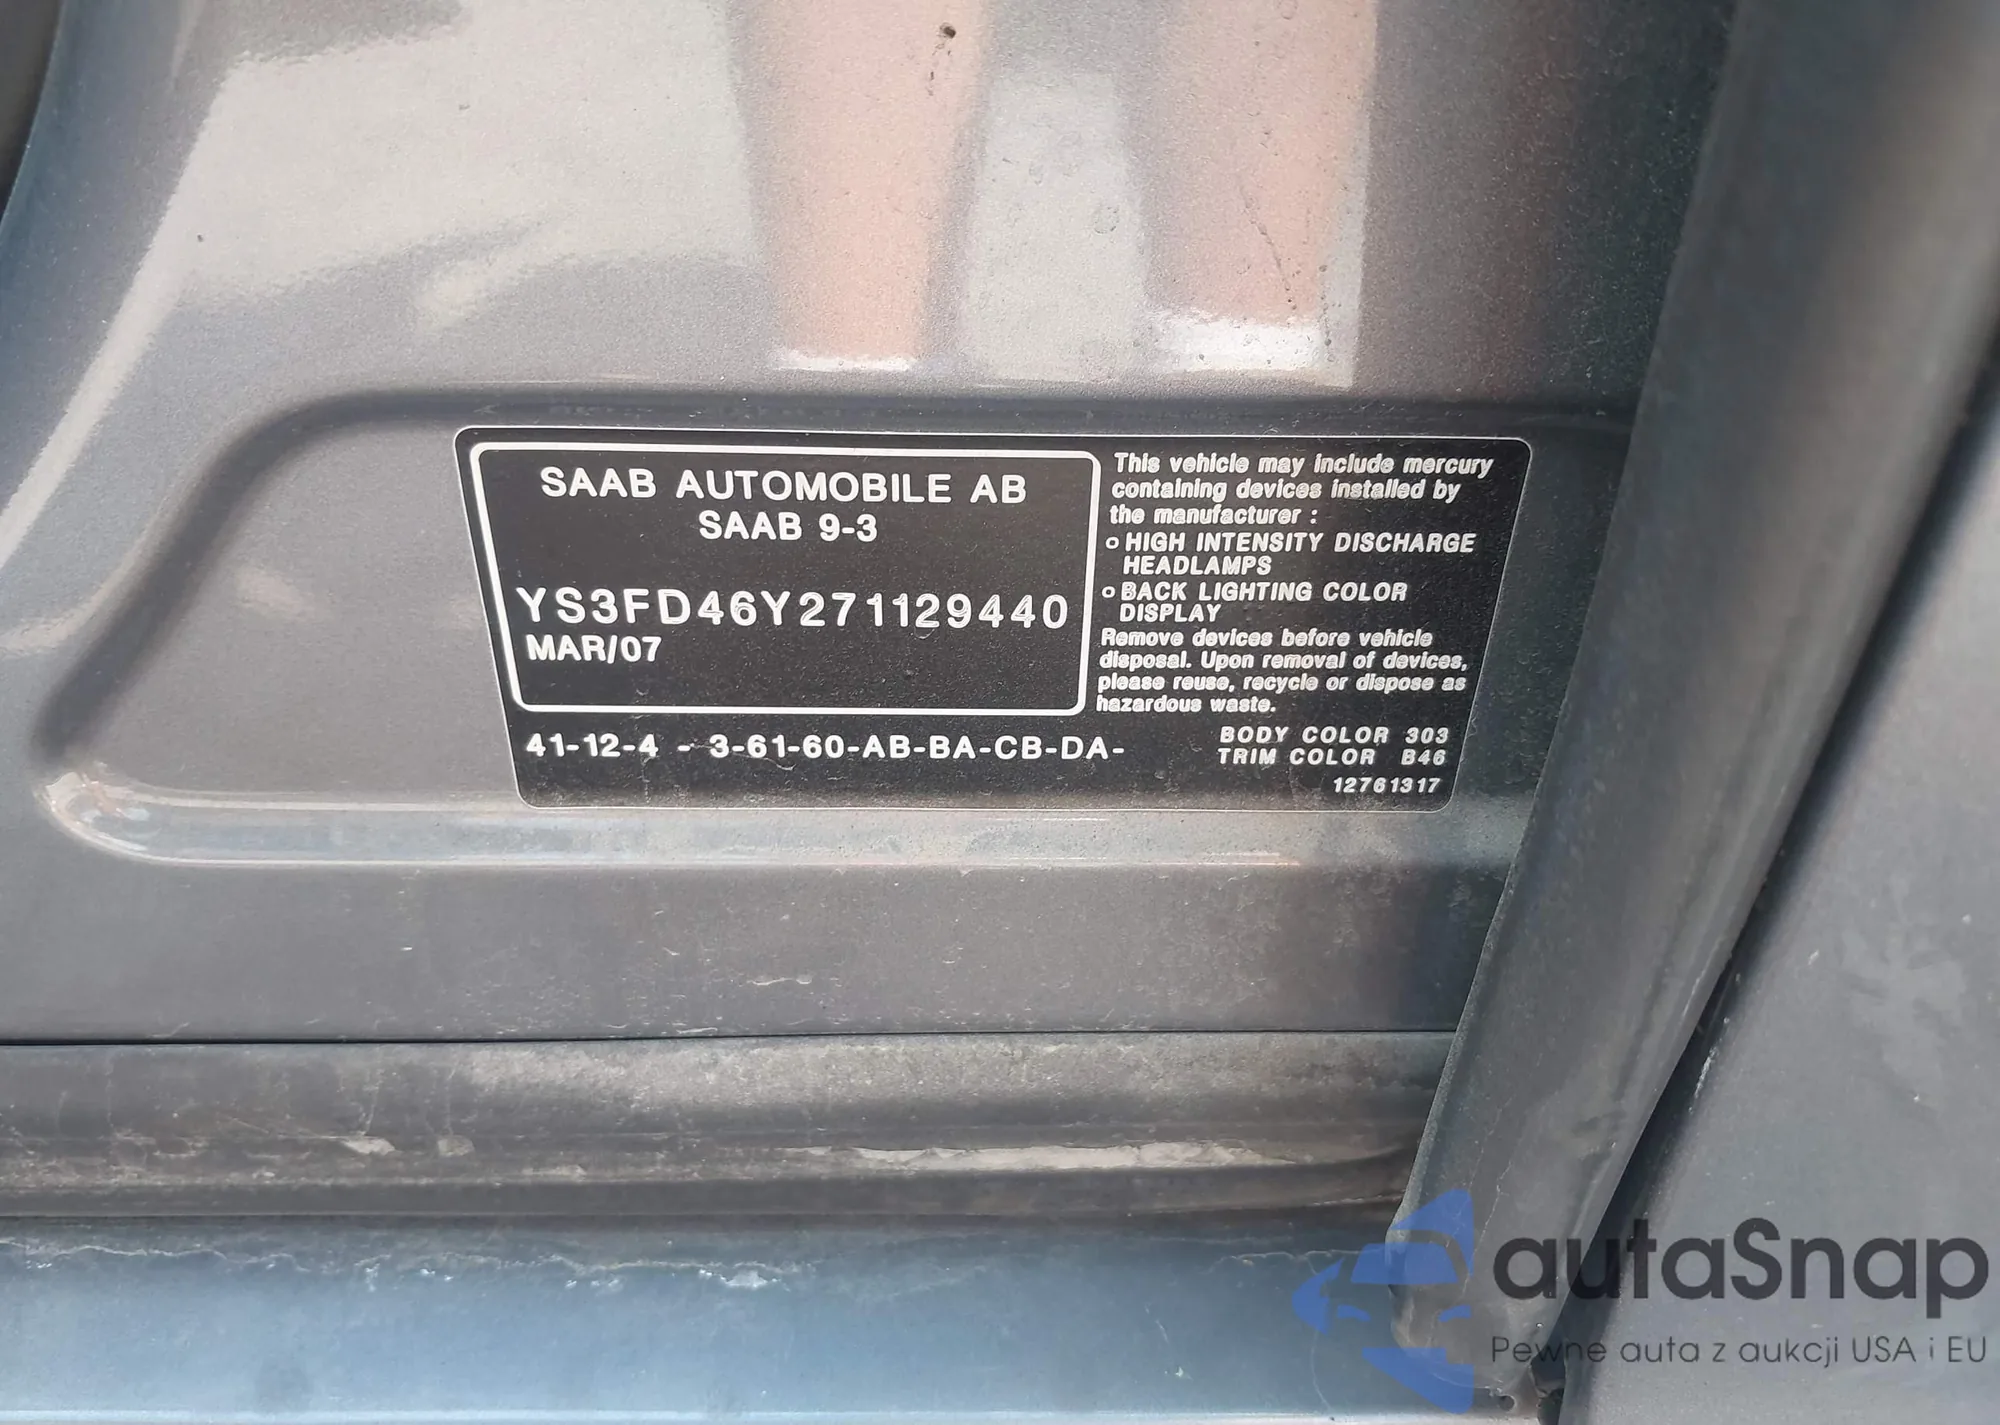 SAAB AUTOMOBILE AB
SAAB 9-3
YS3FD46Y271129440
MAR/07
41-12-4 - 3-61-60-AB-BA-CB-DA-
This vehicle may include mercury
containing devices installed by
the manufacturer :
o HIGH INTENSITY DISCHARGE
HEADLAMPS
o BACK LIGHTING COLOR
DISPLAY
Remove devices before vehicle
disposal. Upon removal of devices,
please reuse, recycle or dispose as
hazardous waste.
BODY COLOR 303
TRIM COLOR B46
12761317
autaSnap
Pewne auta z aukcji USA i EU